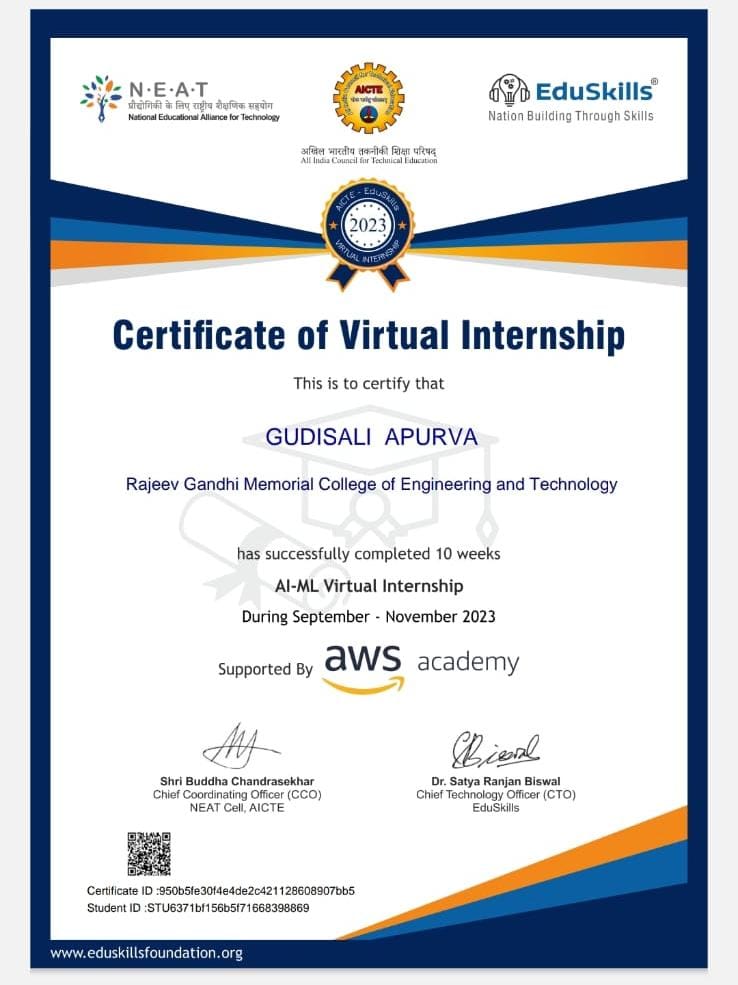 N·E·A·T
प्रौद्योगिकी के लिए राष्ट्रीय शैक्षणिक सहयोग
National Educational Alliance for Technology
AICTE
अखिल भारतीय तकनीकी शिक्षा परिषद्
All India Council for Technical Education
EduSkills®
Nation Building Through Skills
AICTE - EduSkills
2023
VIRTUAL INTERNSHIP
Certificate of Virtual Internship
This is to certify that
GUDISALI APURVA
Rajeev Gandhi Memorial College of Engineering and Technology
has successfully completed 10 weeks
AI-ML Virtual Internship
During September - November 2023
Supported By aws academy
Shri Buddha Chandrasekhar
Chief Coordinating Officer (CCO)
NEAT Cell, AICTE
Biswal
Dr. Satya Ranjan Biswal
Chief Technology Officer (CTO)
EduSkills
Certificate ID :950b5fe30f4e4de2c421128608907bb5
Student ID :STU6371bf156b5f71668398869
www.eduskillsfoundation.org